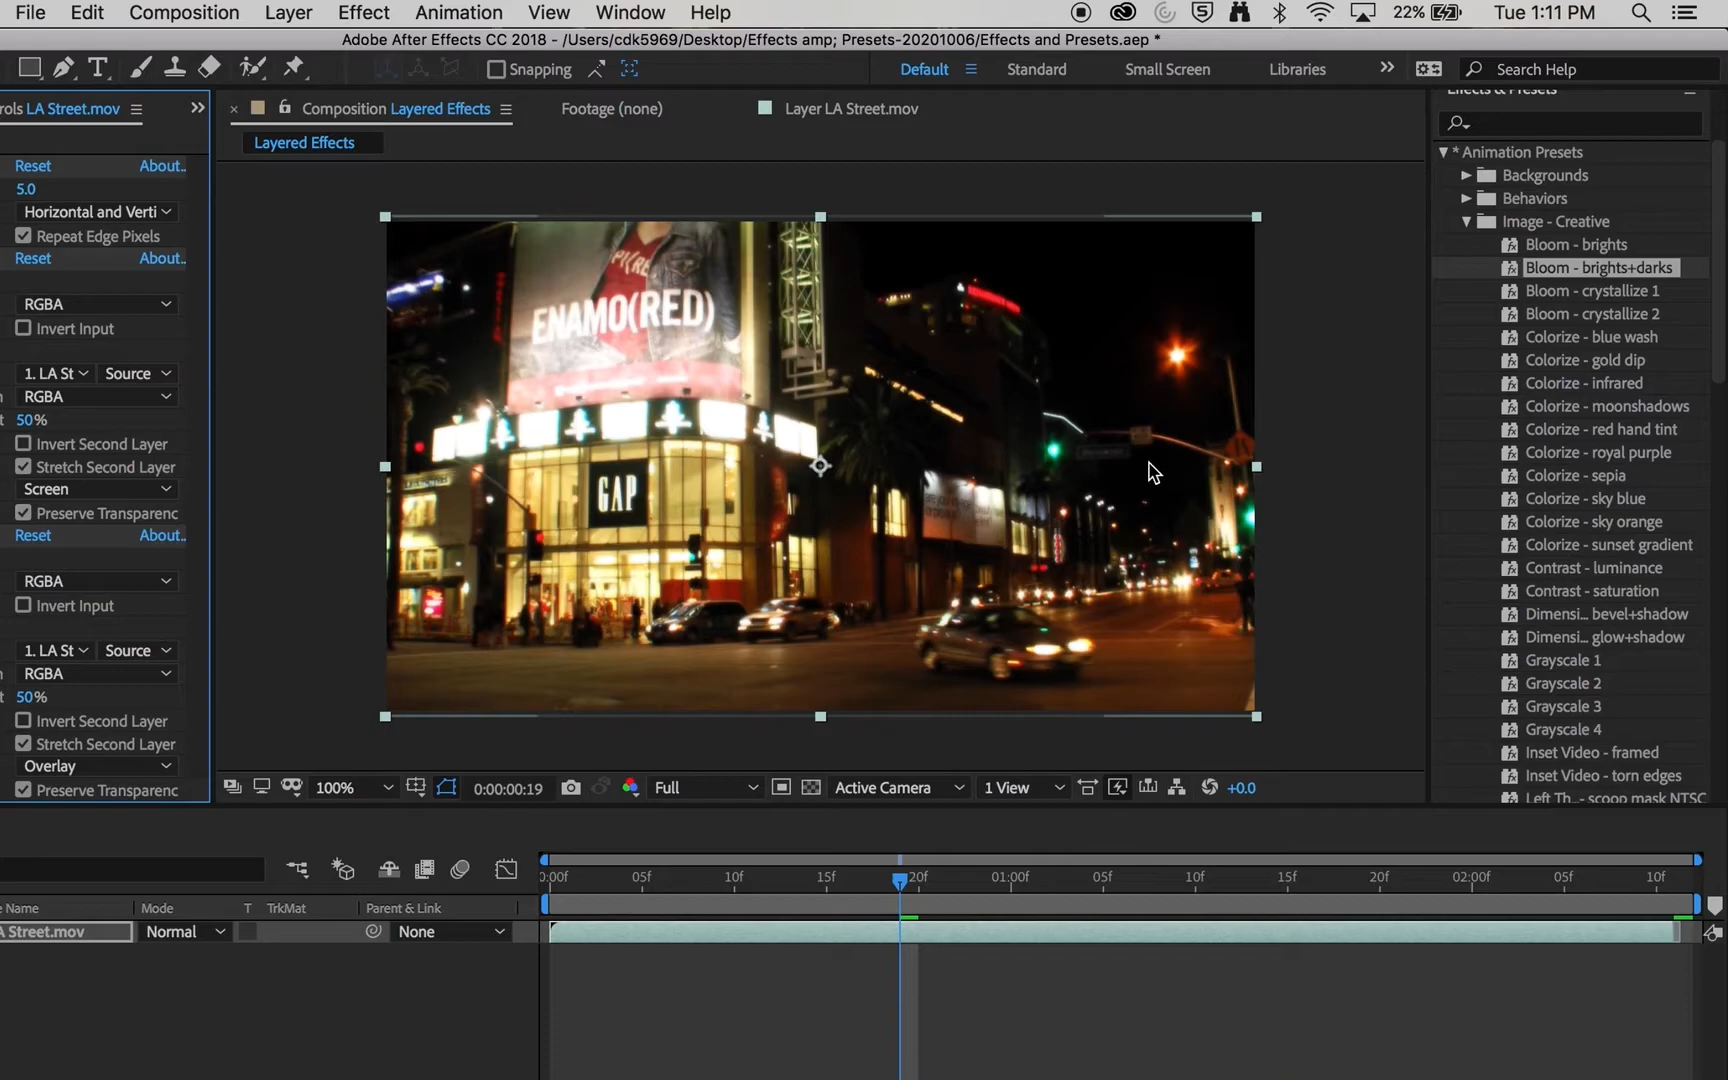 File Edit Composition Layer Effect Animation View Window Help 22% Tue 1:11 PM
Adobe After Effects CC 2018 - /Users/cdk5969/Desktop/Effects amp; Presets-20201006/Effects and Presets.aep *
T Snapping Default Standard Small Screen Libraries Search Help
rols LA Street.mov
Composition Layered Effects
Footage (none)
Layer LA Street.mov
Layered Effects
Reset About..
5.0
Horizontal and Verti
Repeat Edge Pixels
Reset About..
RGBA
Invert Input
1. LA St Source
RGBA
50%
Invert Second Layer
Stretch Second Layer
Screen
Preserve Transparenc
Reset About..
RGBA
Invert Input
1. LA St Source
RGBA
50%
Invert Second Layer
Stretch Second Layer
Overlay
Preserve Transparenc
PI(RE
ENAMO(RED)
GAP
100% 0:00:00:19 Full Active Camera 1 View +0.0
Effects & Presets
* Animation Presets
Backgrounds
Behaviors
Image - Creative
Bloom - brights
Bloom - brights+darks
Bloom - crystallize 1
Bloom - crystallize 2
Colorize - blue wash
Colorize - gold dip
Colorize - infrared
Colorize - moonshadows
Colorize - red hand tint
Colorize - royal purple
Colorize - sepia
Colorize - sky blue
Colorize - sky orange
Colorize - sunset gradient
Contrast - luminance
Contrast - saturation
Dimensi... bevel+shadow
Dimensi... glow+shadow
Grayscale 1
Grayscale 2
Grayscale 3
Grayscale 4
Inset Video - framed
Inset Video - torn edges
Left Th...- scoop mask NTSC
0:00f 05f 10f 15f 20f 01:00f 05f 10f 15f 20f 02:00f 05f 10f
e Name Mode T TrkMat Parent & Link
A Street.mov Normal None